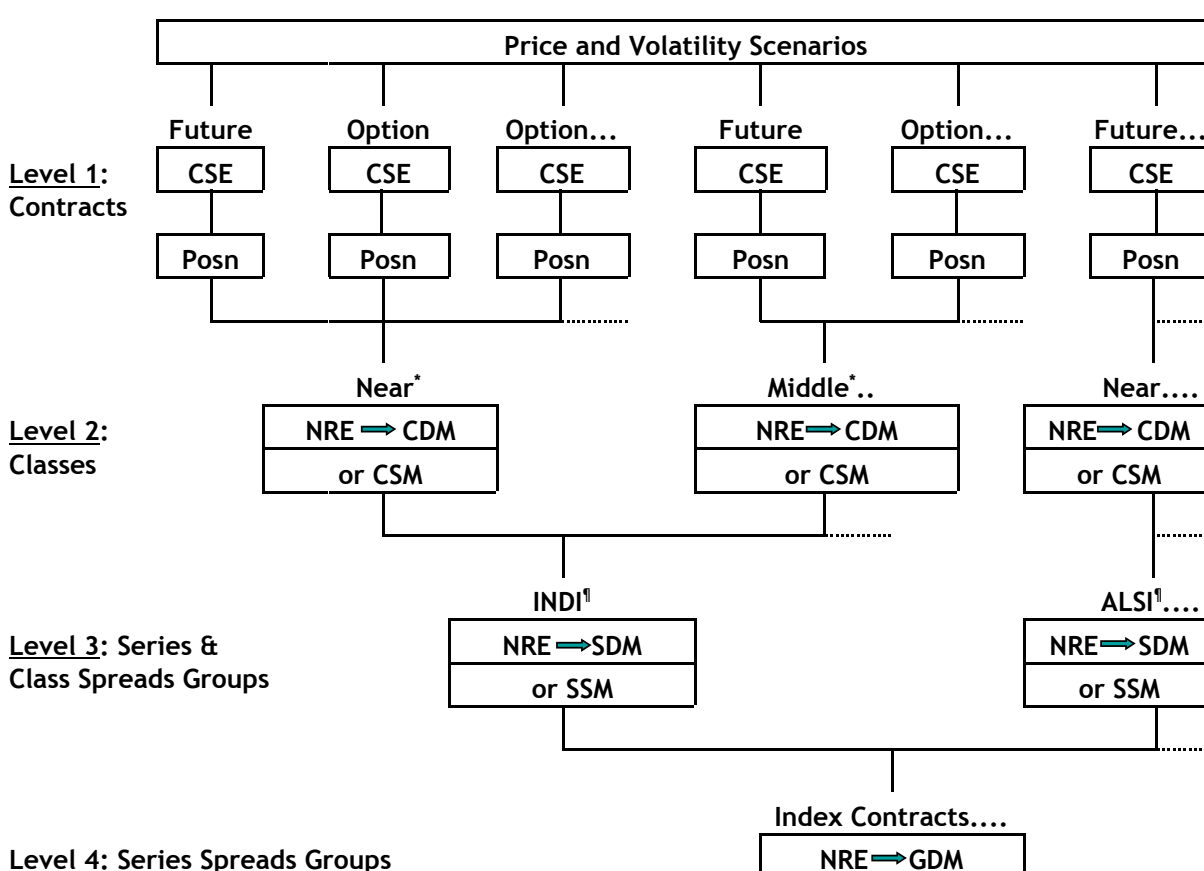 Price and Volatility Scenarios
Future Option Option... Future Option... Future...
Level 1: CSE CSE CSE CSE CSE CSE
Contracts
Posn Posn Posn Posn Posn Posn
Near* Middle*.. Near....
Level 2: NRE CDM NRE CDM NRE CDM
Classes or CSM or CSM or CSM
INDI¶ ALSI¶....
Level 3: Series & NRE SDM NRE SDM
Class Spreads Groups or SSM or SSM
Index Contracts....
Level 4: Series Spreads Groups NRE GDM